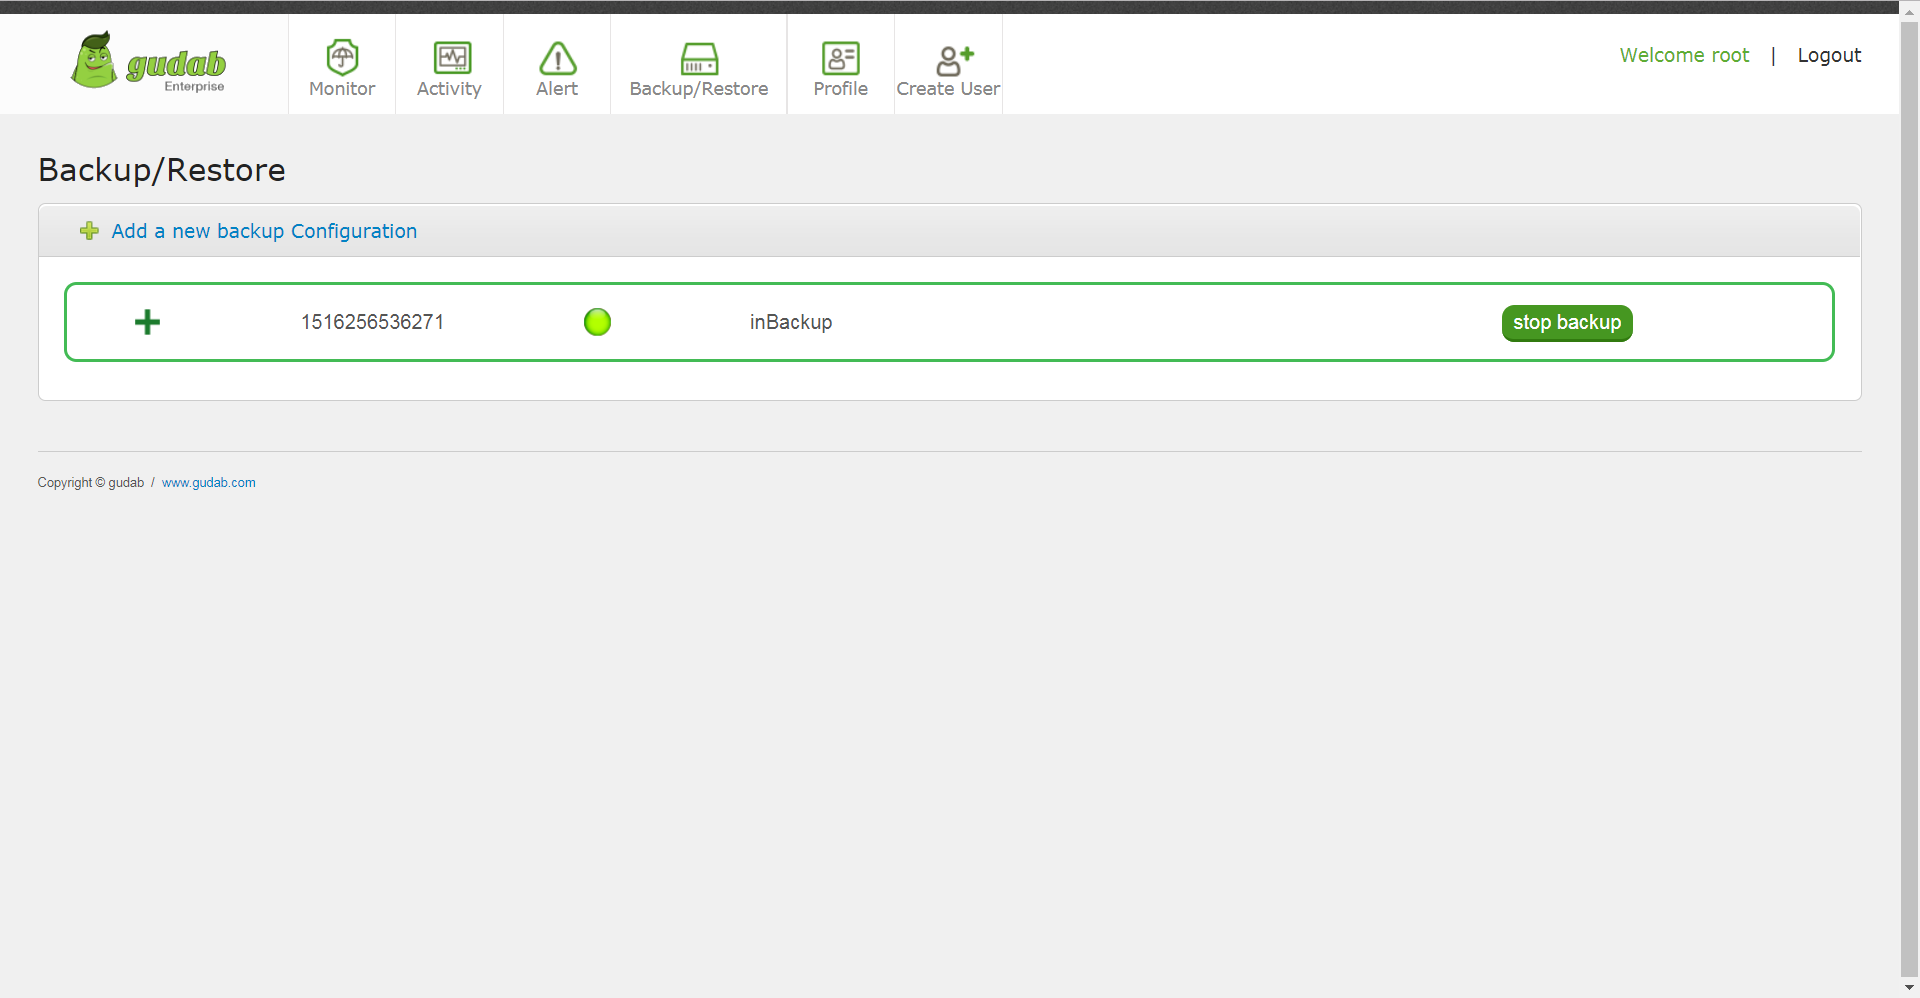 gudab
Enterprise
Monitor
Activity
Alert
Backup/Restore
Profile
Create User
Welcome root | Logout
Backup/Restore
Add a new backup Configuration
1516256536271 inBackup stop backup
Copyright © gudab / www.gudab.com